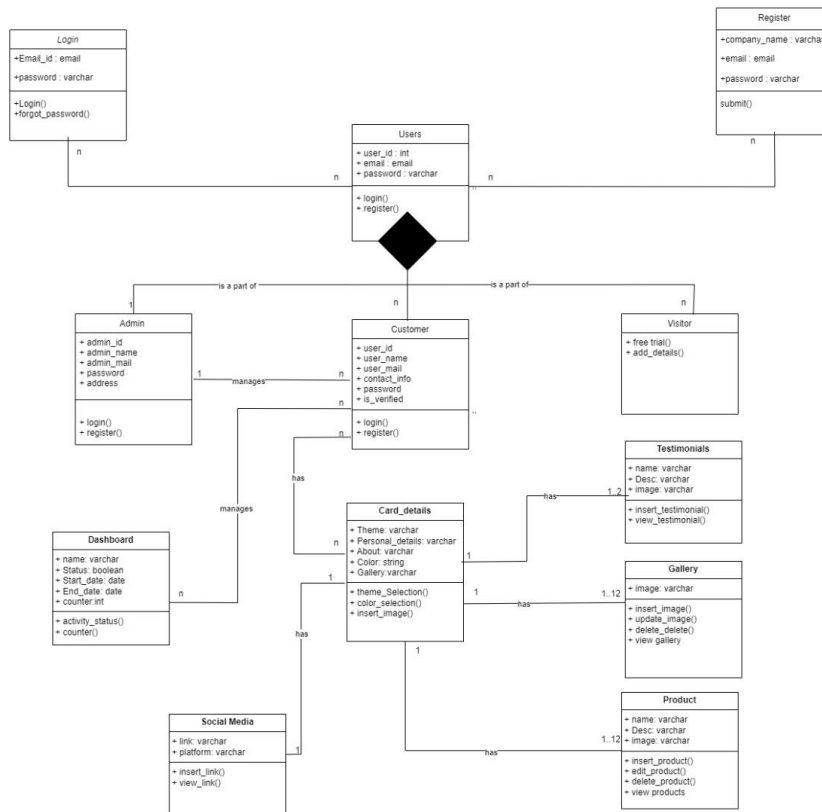 Login
+Email_id : email
+password : varchar
+Login()
+forgot_password()
n
n
Register
+company_name : varchar
+email : email
+password : varchar
submit()
n
n
Users
+ user_id : int
+ email : email
+ password : varchar
..
+ login()
+ register()
is a part of
is a part of
1
n
n
Admin
+ admin_id
+ admin_name
+ admin_mail
+ password
+ address
+ login()
+ register()
1
manages
n
Customer
+ user_id
+ user_name
+ user_mail
+ contact_info
+ password
+ is_verified
..
+ login()
+ register()
Visitor
+ free trial()
+ add_details()
n
manages
n
n
has
n
Dashboard
+ name: varchar
+ Status: boolean
+ Start_date: date
+ End_date: date
+ counter:int
+ activity_status()
+ counter()
Card_details
+ Theme: varchar
+ Personal_details: varchar
+ About: varchar
+ Color: string
+ Gallery:varchar
+ theme_Selection()
+ color_selection()
+ insert_image()
1
has
1..2
Testimonials
+ name: varchar
+ Desc: varchar
+ image: varchar
+ insert_testimonial()
+ view_testimonial()
1
has
1..12
Gallery
+ image: varchar
+ insert_image()
+ update_image()
+ delete_delete()
+ view gallery
1
has
1
Social Media
+ link: varchar
+ platform: varchar
+ insert_link()
+ view_link()
1
has
1..12
Product
+ name: varchar
+ Desc: varchar
+ image: varchar
+ insert_product()
+ edit_product()
+ delete_product()
+ view products